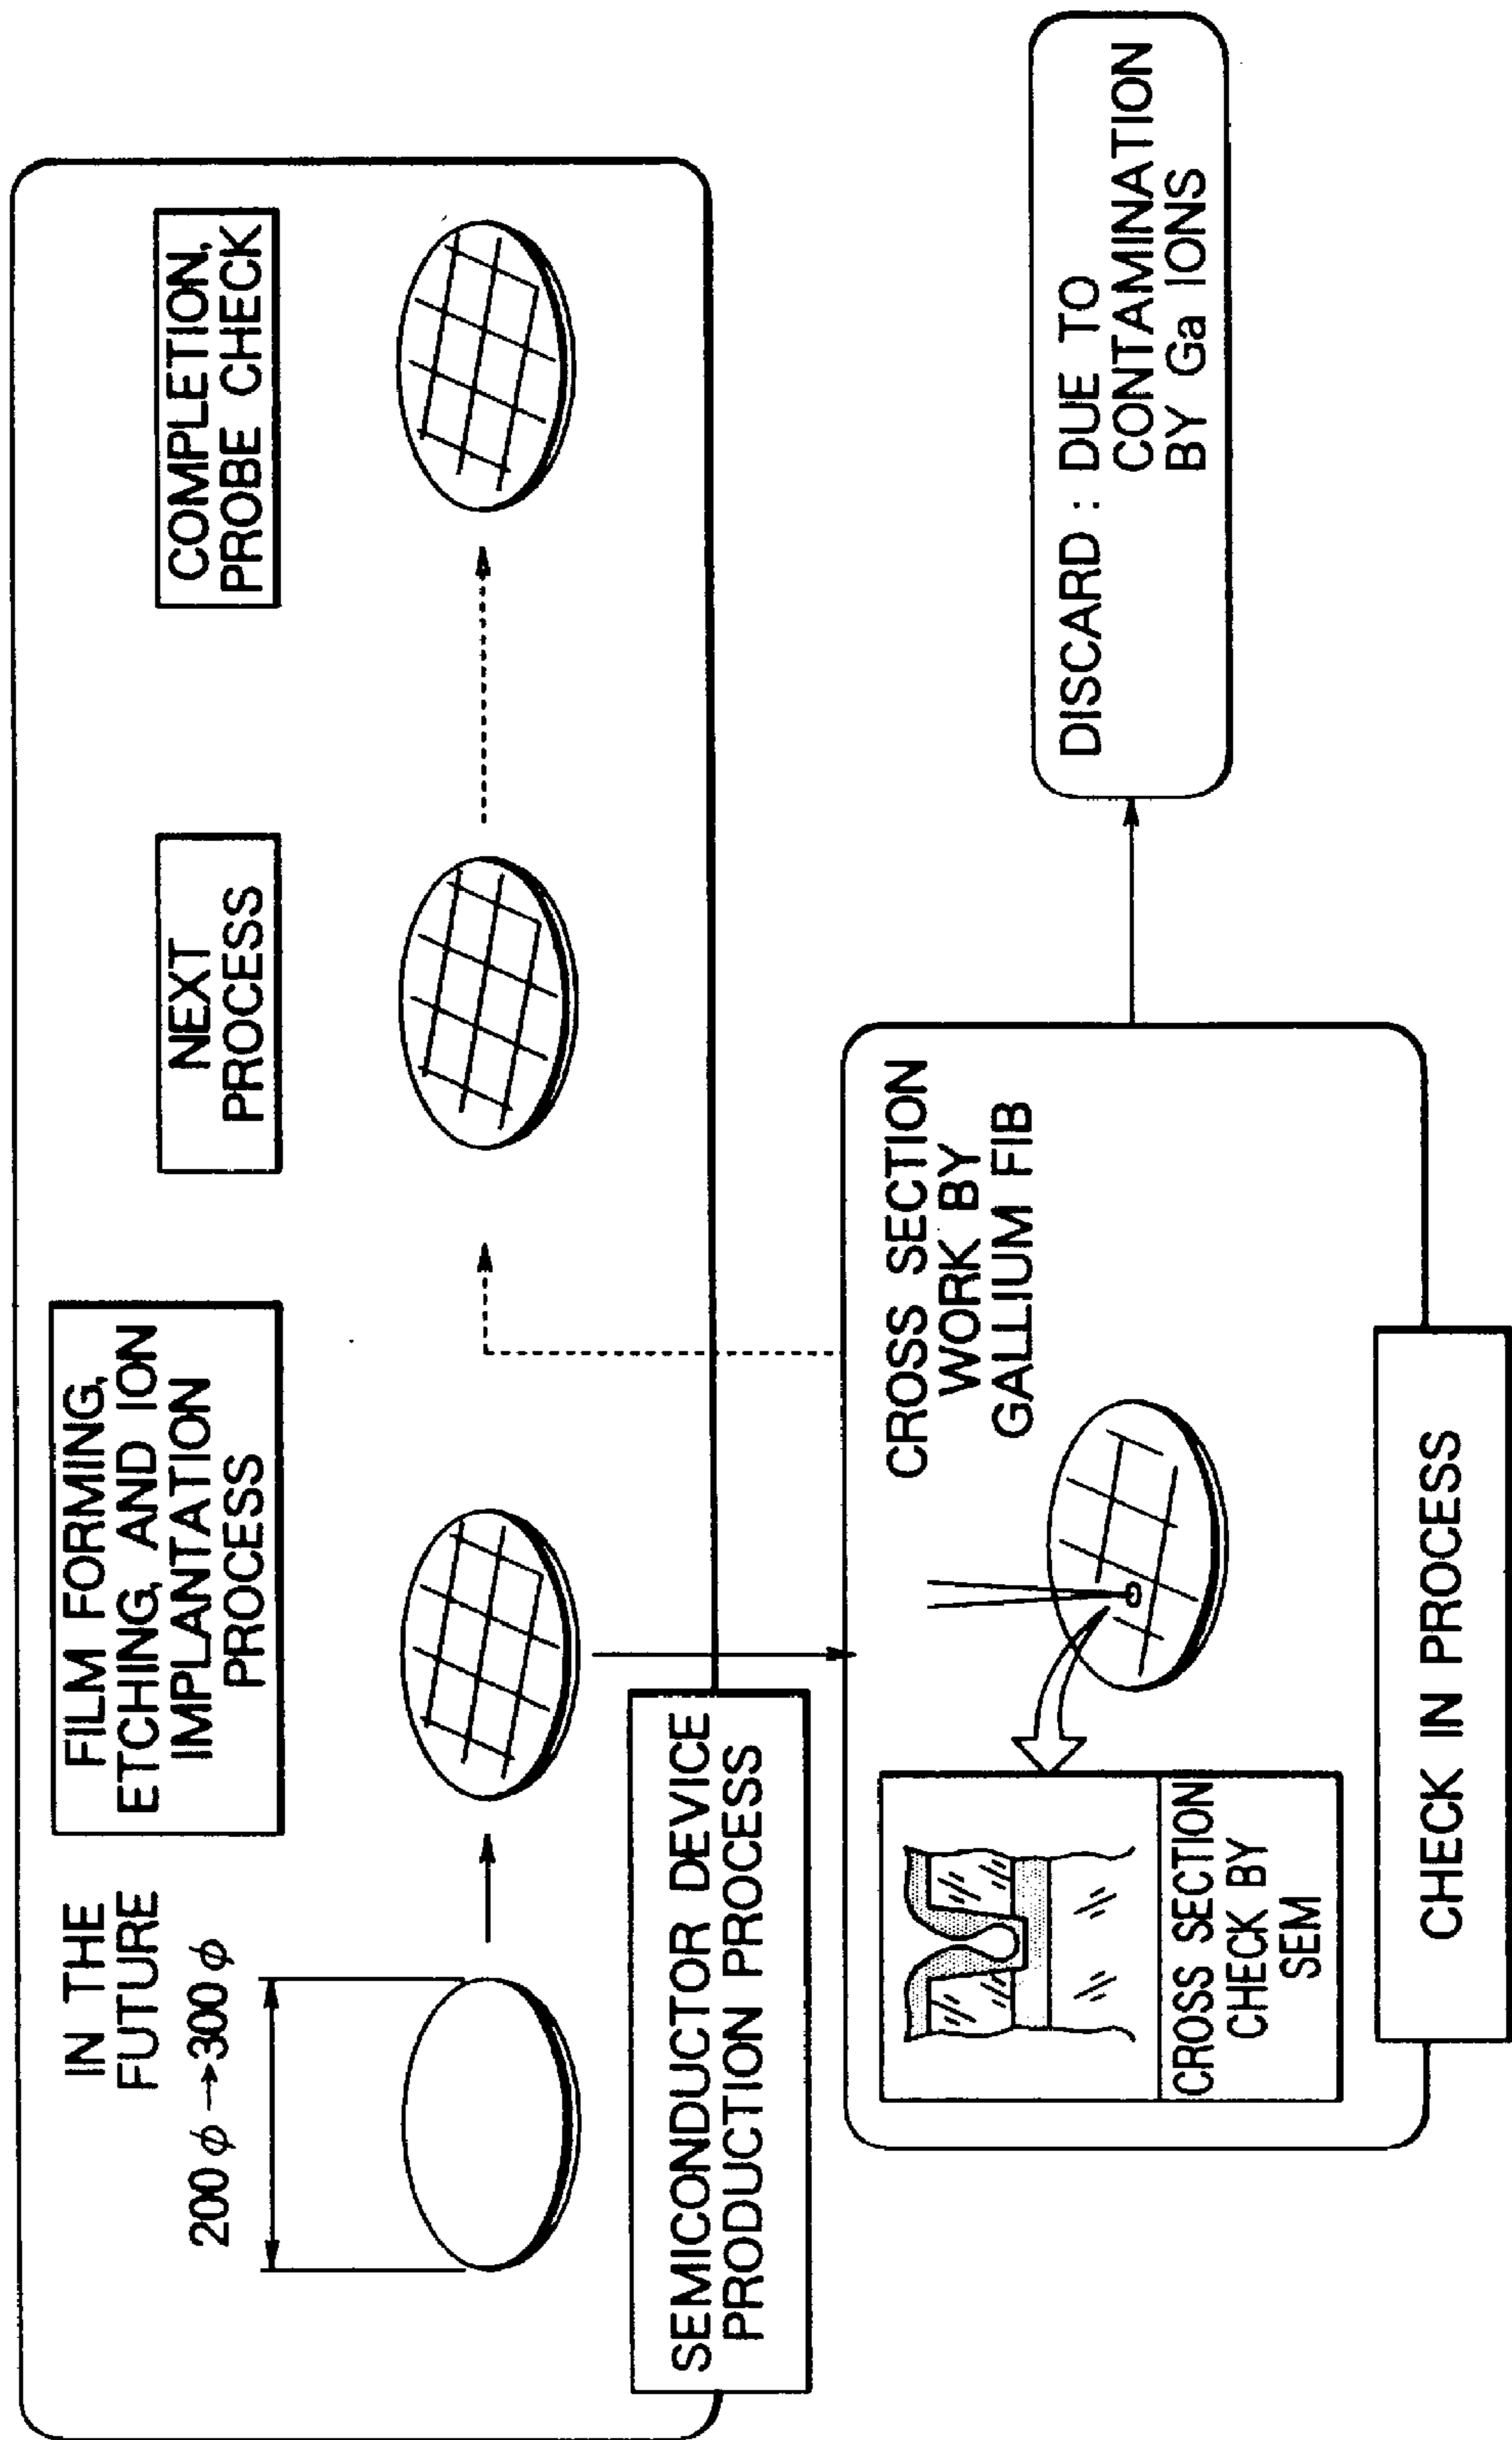 IN THE
FUTURE
200 φ → 300 φ
FILM FORMING,
ETCHING, AND ION
IMPLANTATION
PROCESS
NEXT
PROCESS
COMPLETION,
PROBE CHECK
SEMICONDUCTOR DEVICE
PRODUCTION PROCESS
CROSS SECTION
WORK BY
GALLIUM FIB
CROSS SECTION
CHECK BY
SEM
CHECK IN PROCESS
DISCARD : DUE TO
CONTAMINATION
BY Ga IONS